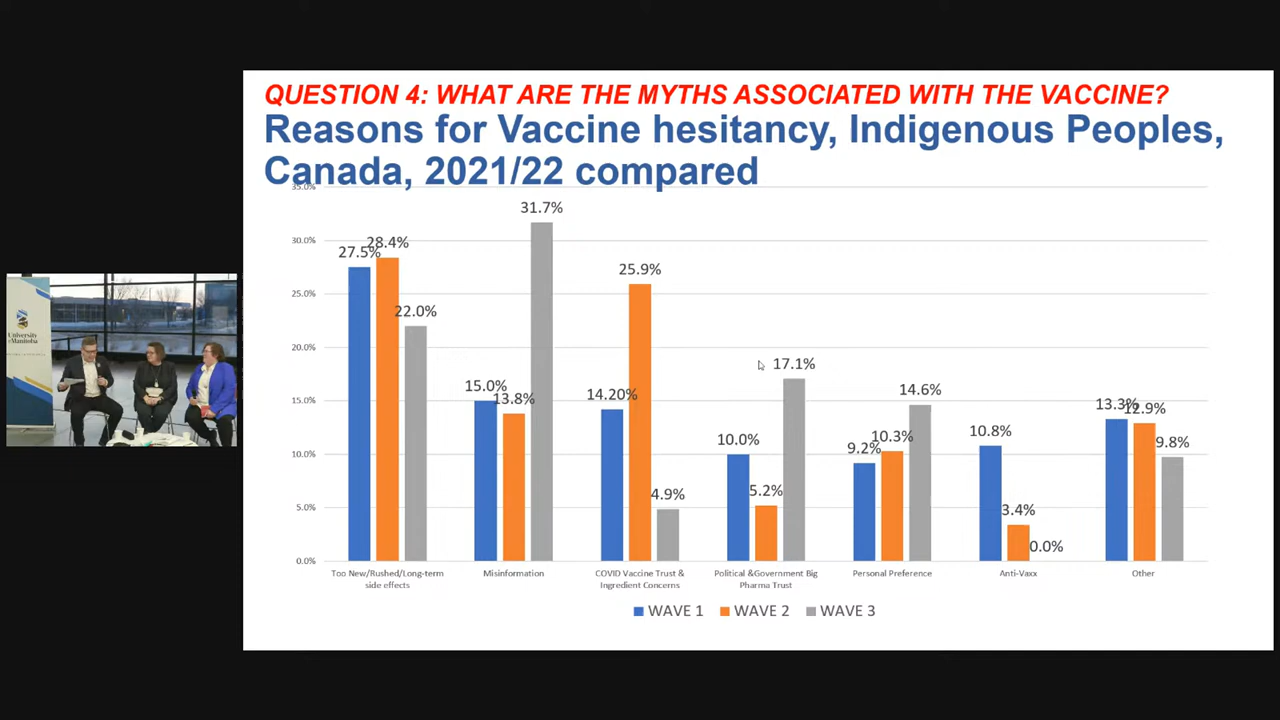 QUESTION 4: WHAT ARE THE MYTHS ASSOCIATED WITH THE VACCINE?
Reasons for Vaccine hesitancy, Indigenous Peoples,
Canada, 2021/22 compared
35.0%
30.0%
25.0%
20.0%
15.0%
10.0%
5.0%
0.0%
27.5%
28.4%
22.0%
15.0%
13.8%
31.7%
14.20%
25.9%
4.9%
10.0%
5.2%
17.1%
9.2%
10.3%
14.6%
10.8%
3.4%
0.0%
13.3%
12.9%
9.8%
Too New/Rushed/Long-term
side effects
Misinformation
COVID Vaccine Trust &
Ingredient Concerns
Political &Government Big
Pharma Trust
Personal Preference
Anti-Vaxx
Other
WAVE 1
WAVE 2
WAVE 3
University
of Manitoba